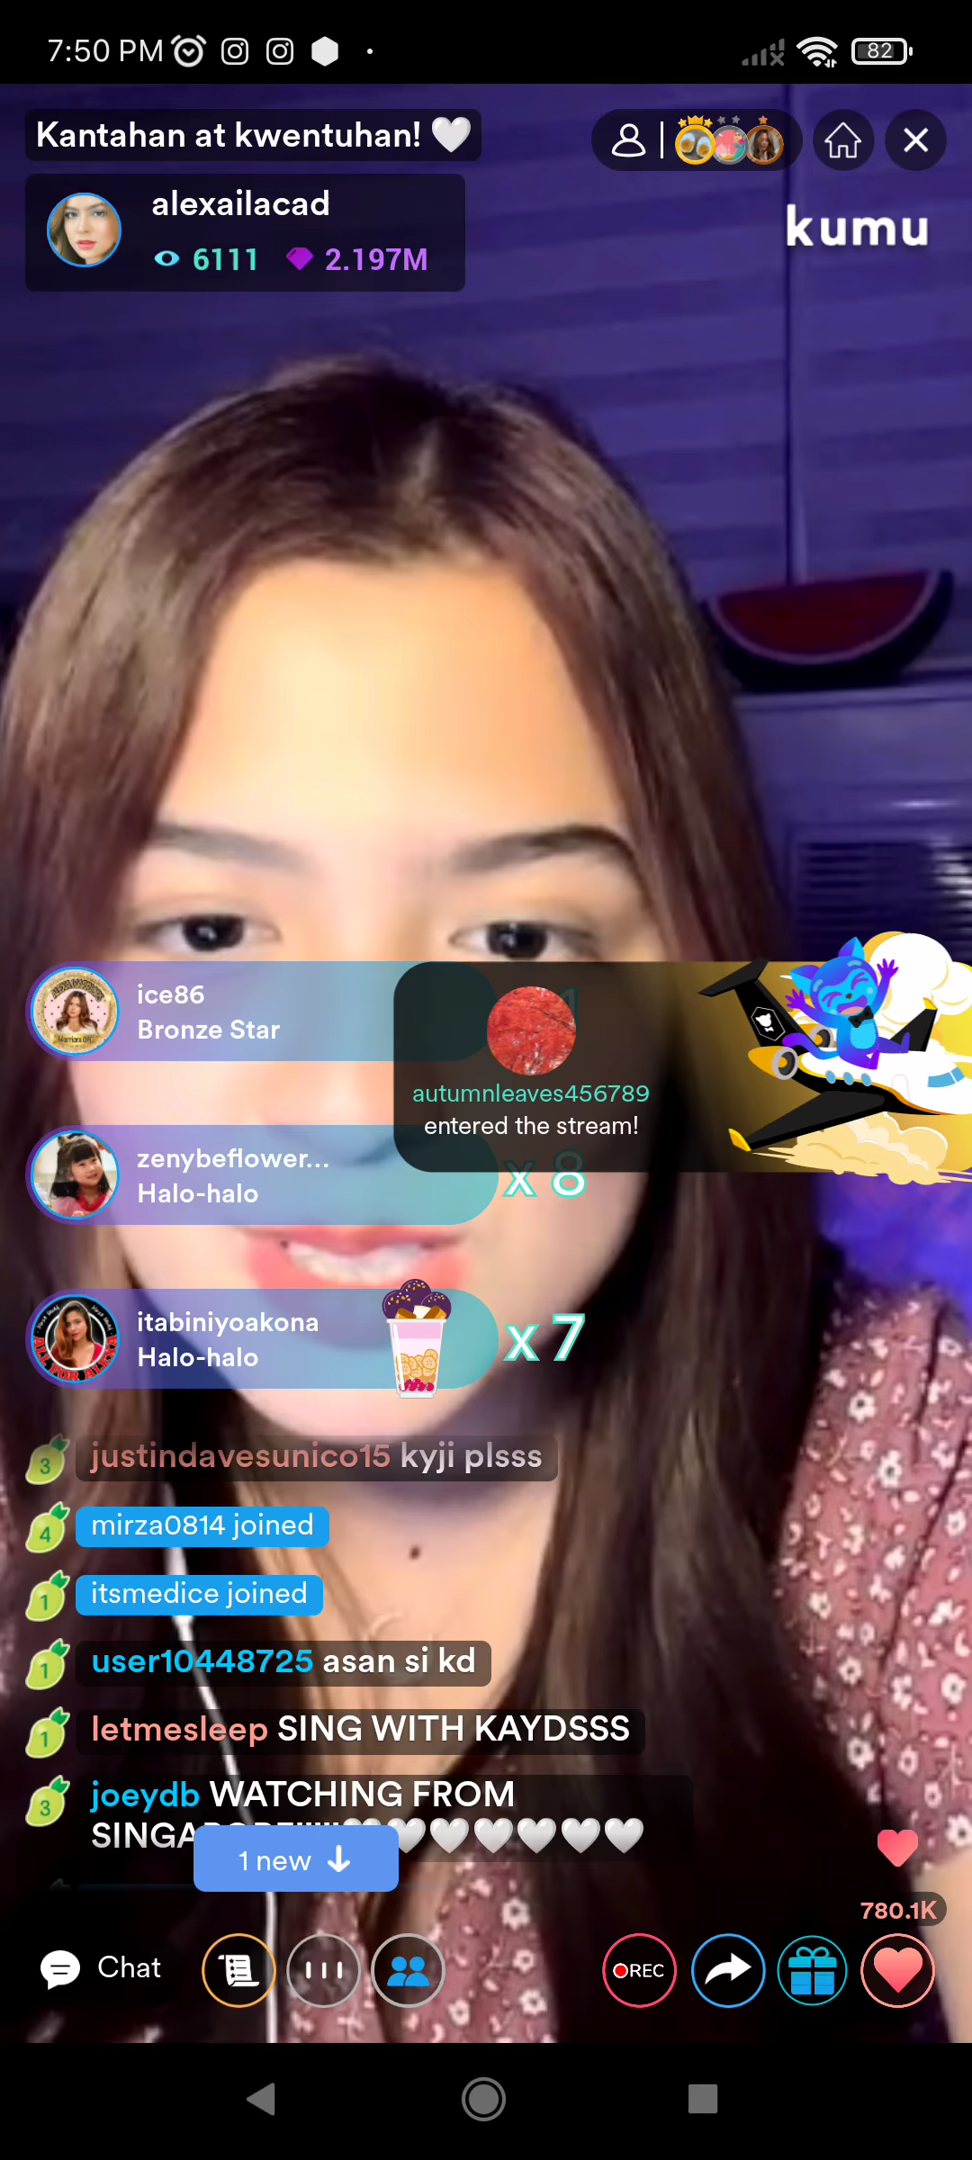 7:50 PM
82
Kantahan at kwentuhan! 🤍
alexailacad
6111 2.197M
kumu
ice86
Bronze Star
autumnleaves456789
entered the stream!
zenybeflower...
Halo-halo
x 8
itabiniyoakona
Halo-halo
x 7
3 justindavesunico15 kyji plsss
4 mirza0814 joined
1 itsmedice joined
1 user10448725 asan si kd
1 letmesleep SING WITH KAYDSSS
3 joeydb WATCHING FROM
🤍🤍🤍🤍🤍🤍
1 new ↓
780.1K
Chat
REC